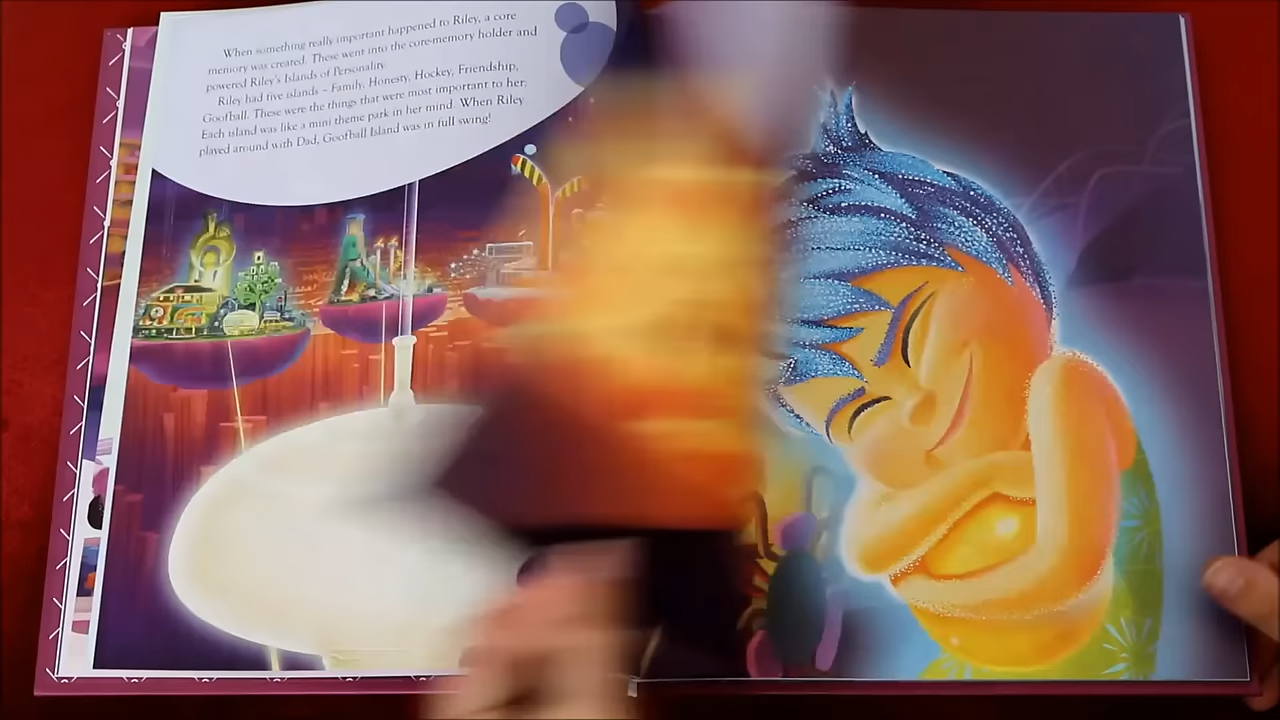 When something really important happened to Riley, a core
memory was created. These went into the core-memory holder and
powered Riley's Islands of Personality.
Riley had five islands – Family, Honesty, Hockey, Friendship,
Goofball. These were the things that were most important to her.
Each island was like a mini theme park in her mind. When Riley
played around with Dad, Goofball Island was in full swing!